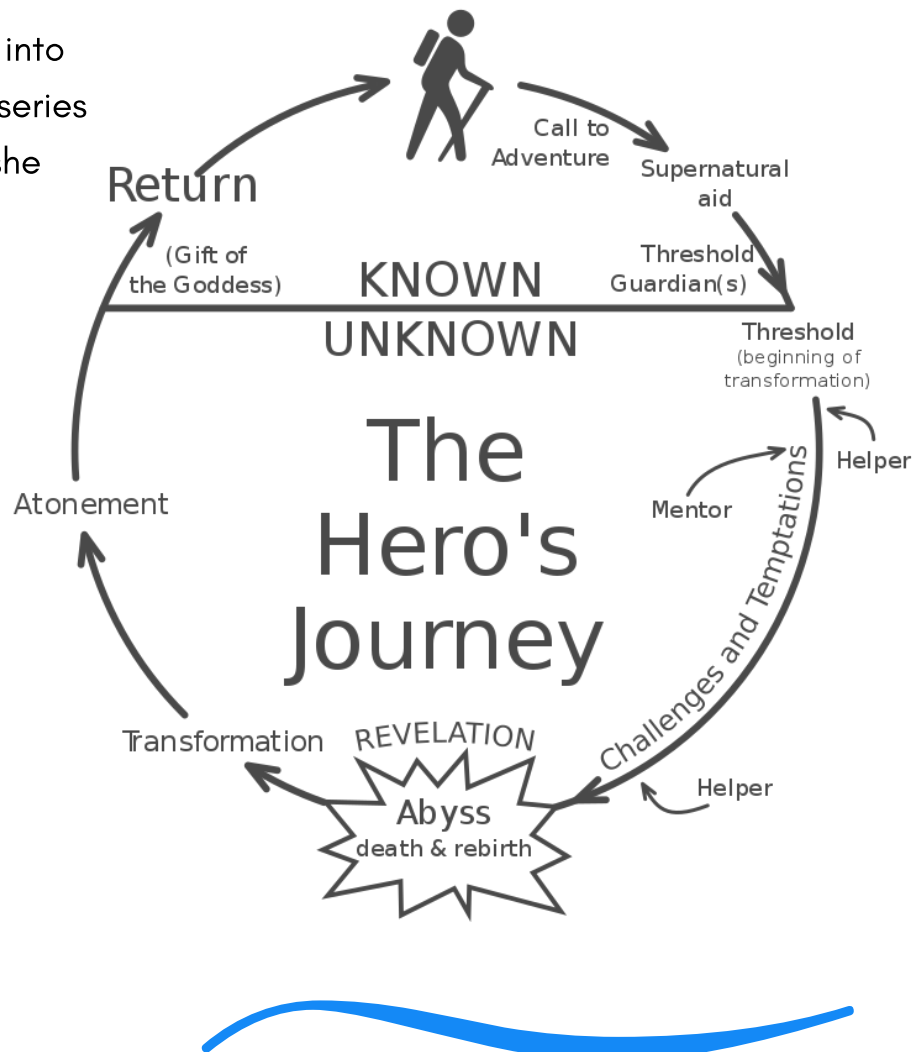 into
series
she
Call to
Adventure
Supernatural
aid
Return
(Gift of
the Goddess)
KNOWN
Threshold
Guardian(s)
UNKNOWN
Threshold
(beginning of
transformation)
Helper
Mentor
Challenges and Temptations
The
Hero's
Journey
Atonement
Transformation
REVELATION
Abyss
death & rebirth
Helper